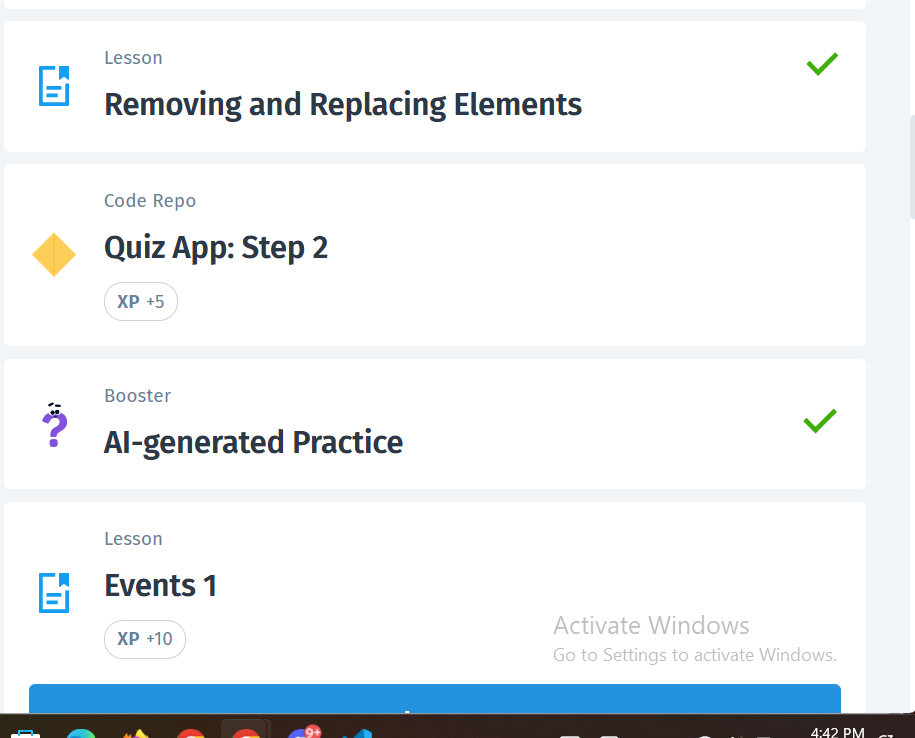 Lesson
Removing and Replacing Elements
Code Repo
Quiz App: Step 2
XP +5
Booster
AI-generated Practice
Lesson
Events 1
XP +10
Activate Windows
Go to Settings to activate Windows.
9+
4:42 PM